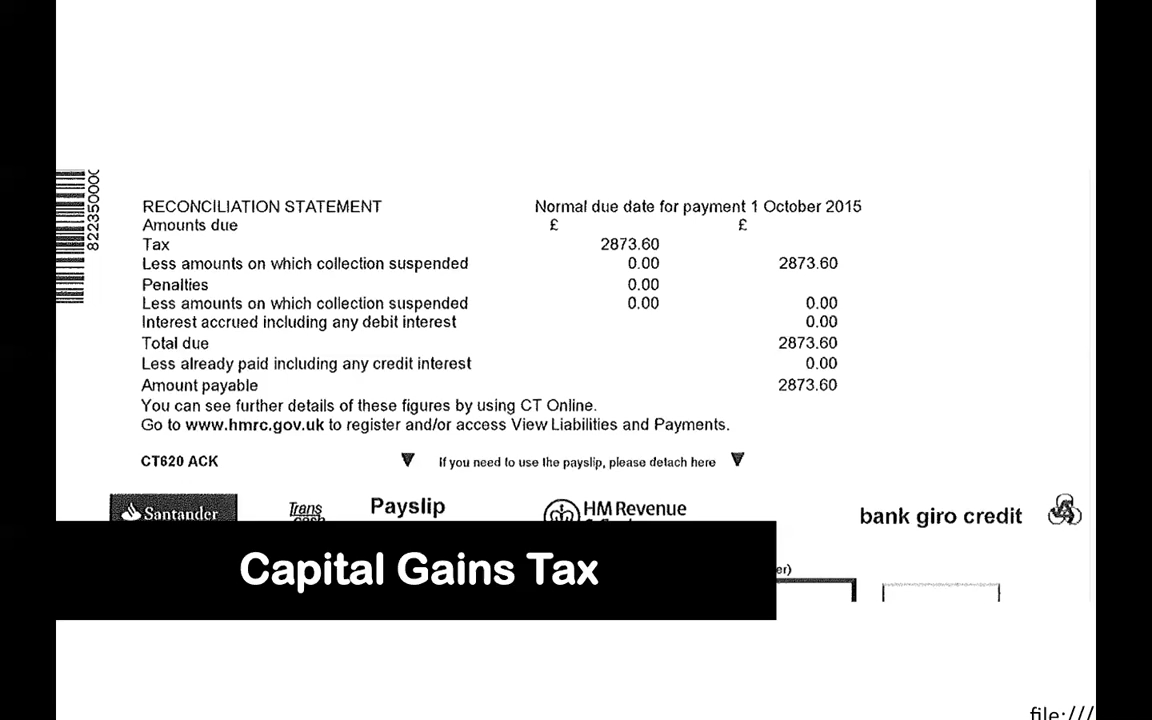 82235000
RECONCILIATION STATEMENT Normal due date for payment 1 October 2015
Amounts due £ £
Tax 2873.60
Less amounts on which collection suspended 0.00 2873.60
Penalties 0.00
Less amounts on which collection suspended 0.00 0.00
Interest accrued including any debit interest 0.00
Total due 2873.60
Less already paid including any credit interest 0.00
Amount payable 2873.60
You can see further details of these figures by using CT Online.
Go to www.hmrc.gov.uk to register and/or access View Liabilities and Payments.
CT620 ACK If you need to use the payslip, please detach here
Santander Trans cash Payslip HM Revenue bank giro credit
er)
Capital Gains Tax
file:///